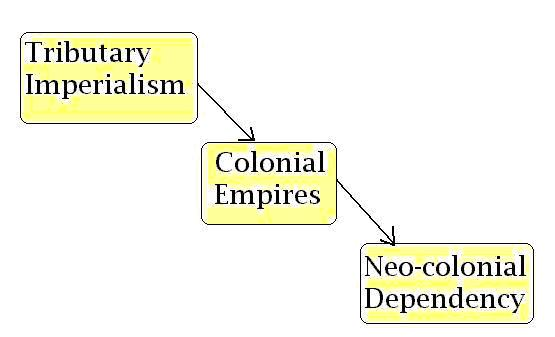 Tributary
Imperialism
Colonial
Empires
Neo-colonial
Dependency